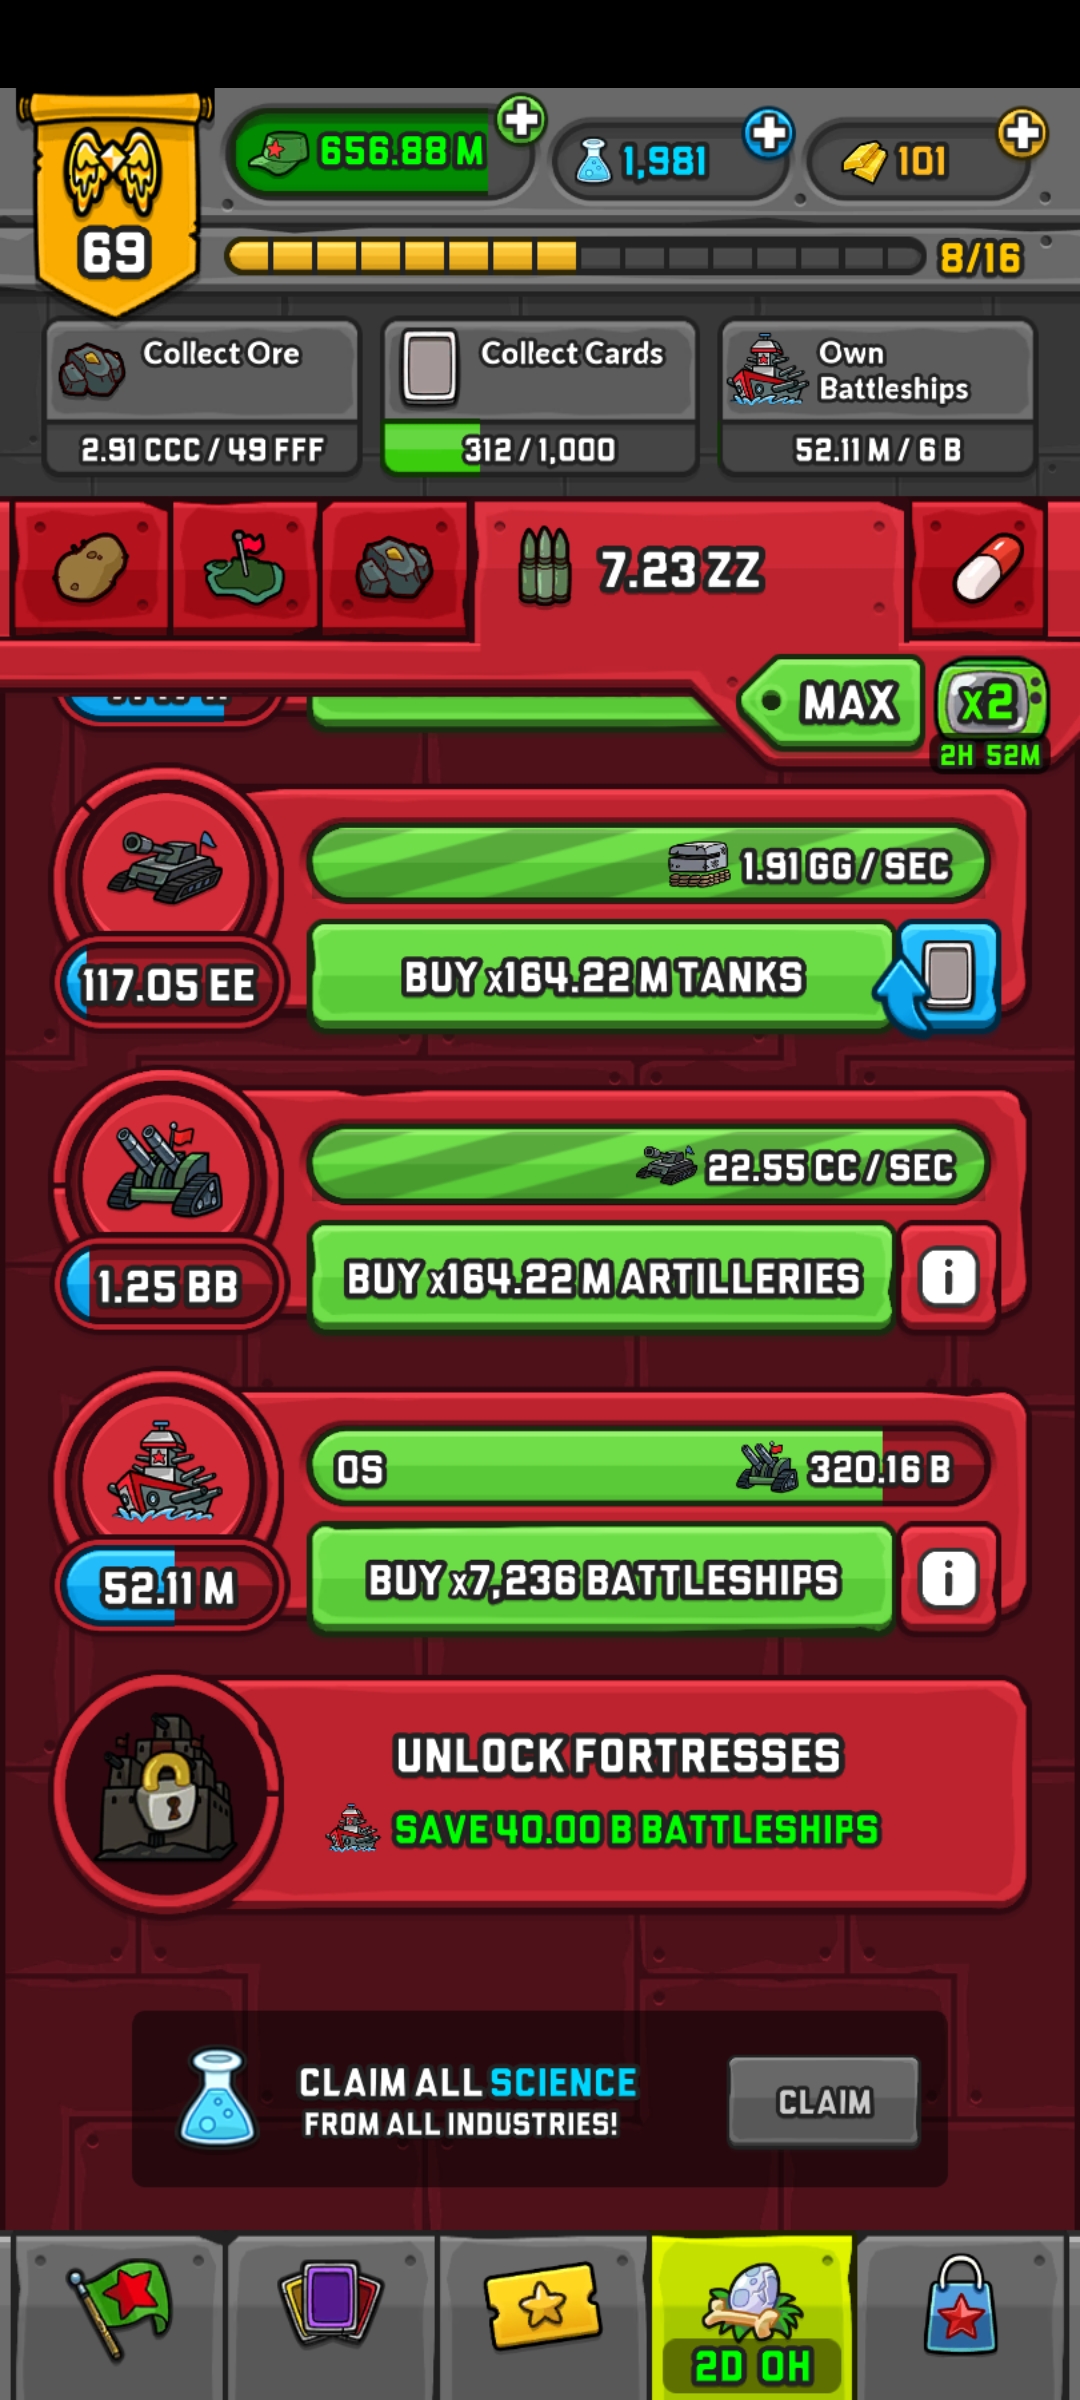 69
656.88 M
1,981
101
8/16
Collect Ore
2.91 CCC / 49 FFF
Collect Cards
312 / 1,000
Own
Battleships
52.11 M / 6 B
7.23 ZZ
MAX
x2
2H 52M
1.91 GG / SEC
117.05 EE
BUY x164.22 M TANKS
22.55 CC / SEC
1.25 BB
BUY x164.22 M ARTILLERIES
i
0S
320.16 B
52.11 M
BUY x7,236 BATTLESHIPS
i
UNLOCK FORTRESSES
SAVE 40.00 B BATTLESHIPS
CLAIM ALL SCIENCE
FROM ALL INDUSTRIES!
CLAIM
2D 0H